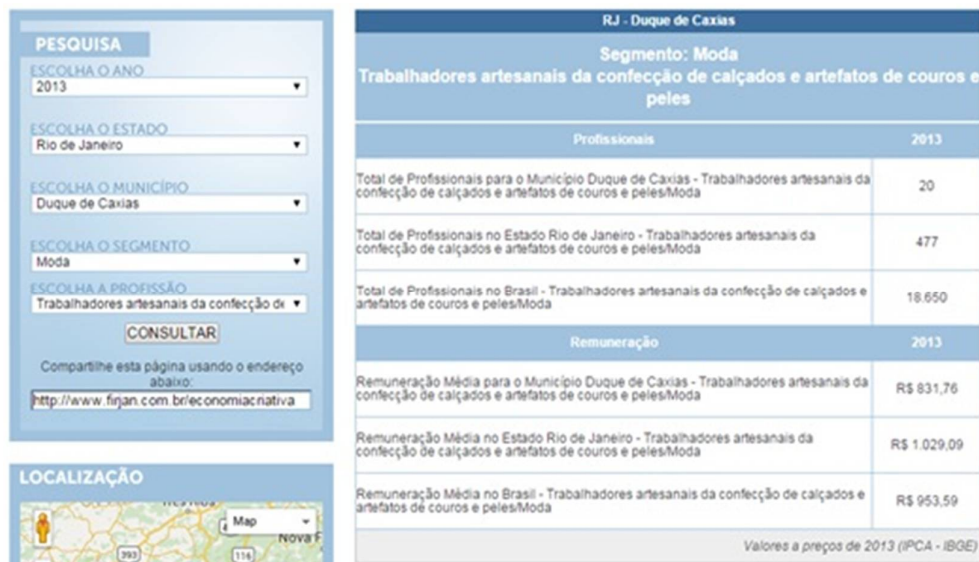 PESQUISA
ESCOLHA O ANO
2013
ESCOLHA O ESTADO
Rio de Janeiro
ESCOLHA O MUNICÍPIO
Duque de Caxias
ESCOLHA O SEGMENTO
Moda
ESCOLHA A PROFISSÃO
Trabalhadores artesanais da confecção de
CONSULTAR
Compartilhe esta página usando o endereço
abaixo:
http://www.firjan.com.br/economiacriativa
LOCALIZAÇÃO
Map
Nova F
393
116
RJ - Duque de Caxias
Segmento: Moda
Trabalhadores artesanais da confecção de calçados e artefatos de couros e
peles
Profissionais 2013
Total de Profissionais para o Município Duque de Caxias - Trabalhadores artesanais da
confecção de calçados e artefatos de couros e peles/Moda
20
Total de Profissionais no Estado Rio de Janeiro - Trabalhadores artesanais da
confecção de calçados e artefatos de couros e peles/Moda
477
Total de Profissionais no Brasil - Trabalhadores artesanais da confecção de calçados e
artefatos de couros e peles/Moda
18.650
Remuneração 2013
Remuneração Média para o Município Duque de Caxias - Trabalhadores artesanais da
confecção de calçados e artefatos de couros e peles/Moda
R$ 831,76
Remuneração Média no Estado Rio de Janeiro - Trabalhadores artesanais da
confecção de calçados e artefatos de couros e peles/Moda
R$ 1.029,09
Remuneração Média no Brasil - Trabalhadores artesanais da confecção de calçados e
artefatos de couros e peles/Moda
R$ 953,59
Valores a preços de 2013 (IPCA - IBGE)